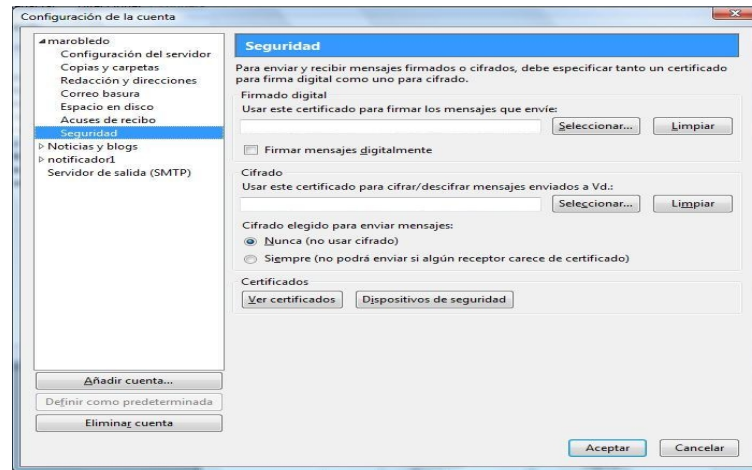 Configuración de la cuenta
marobledo
Configuración del servidor
Copias y carpetas
Redacción y direcciones
Correo basura
Espacio en disco
Acuses de recibo
Seguridad
Noticias y blogs
notificador1
Servidor de salida (SMTP)
Añadir cuenta...
Definir como predeterminada
Eliminar cuenta
Seguridad
Para enviar y recibir mensajes firmados o cifrados, debe especificar tanto un certificado
para firma digital como uno para cifrado.
Firmado digital
Usar este certificado para firmar los mensajes que envíe:
Seleccionar... Limpiar
Firmar mensajes digitalmente
Cifrado
Usar este certificado para cifrar/descifrar mensajes enviados a Vd.:
Seleccionar... Limpiar
Cifrado elegido para enviar mensajes:
Nunca (no usar cifrado)
Siempre (no podrá enviar si algún receptor carece de certificado)
Certificados
Ver certificados Dispositivos de seguridad
Aceptar Cancelar